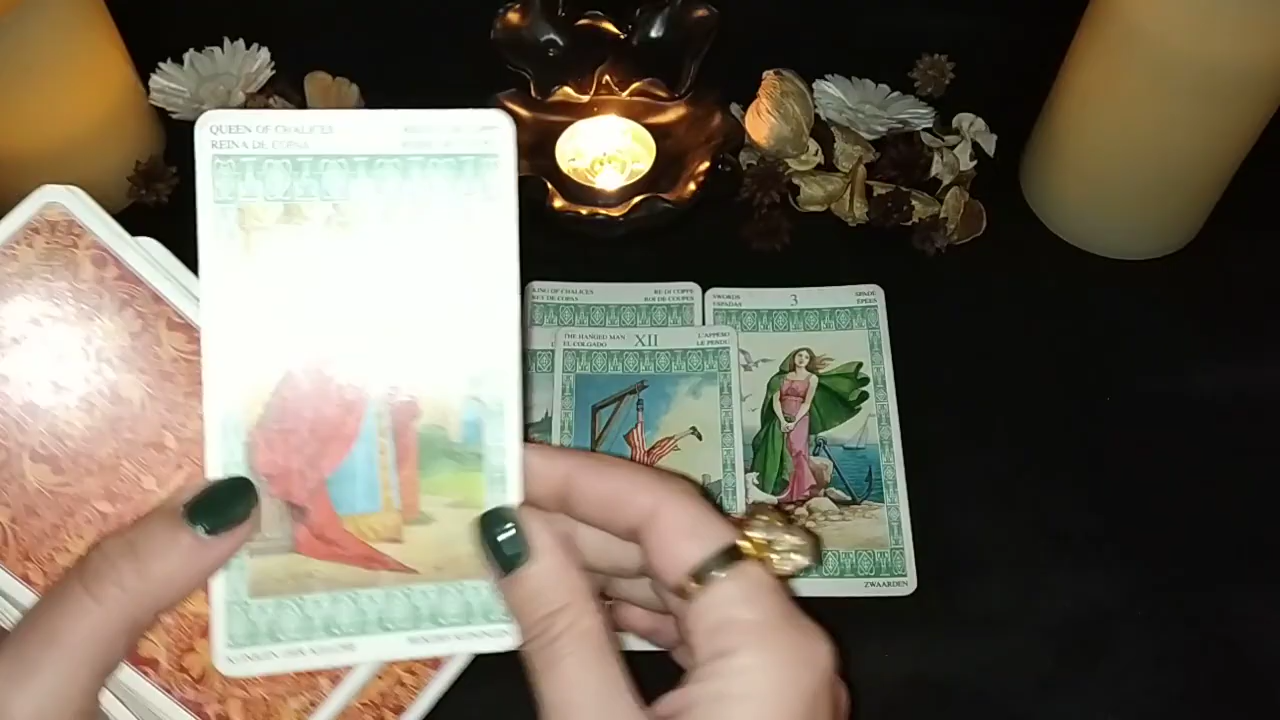 QUEEN OF CHALICES
REINA DE COPAS
KING OF CHALICES RE DI COPPE
REY DE COPAS ROI DE COUPES
SWORDS 3 SPADE
ESPADAS ÉPÉES
THE HANGED MAN XII L'APPESO
EL COLGADO LE PENDU
ZWAARDEN